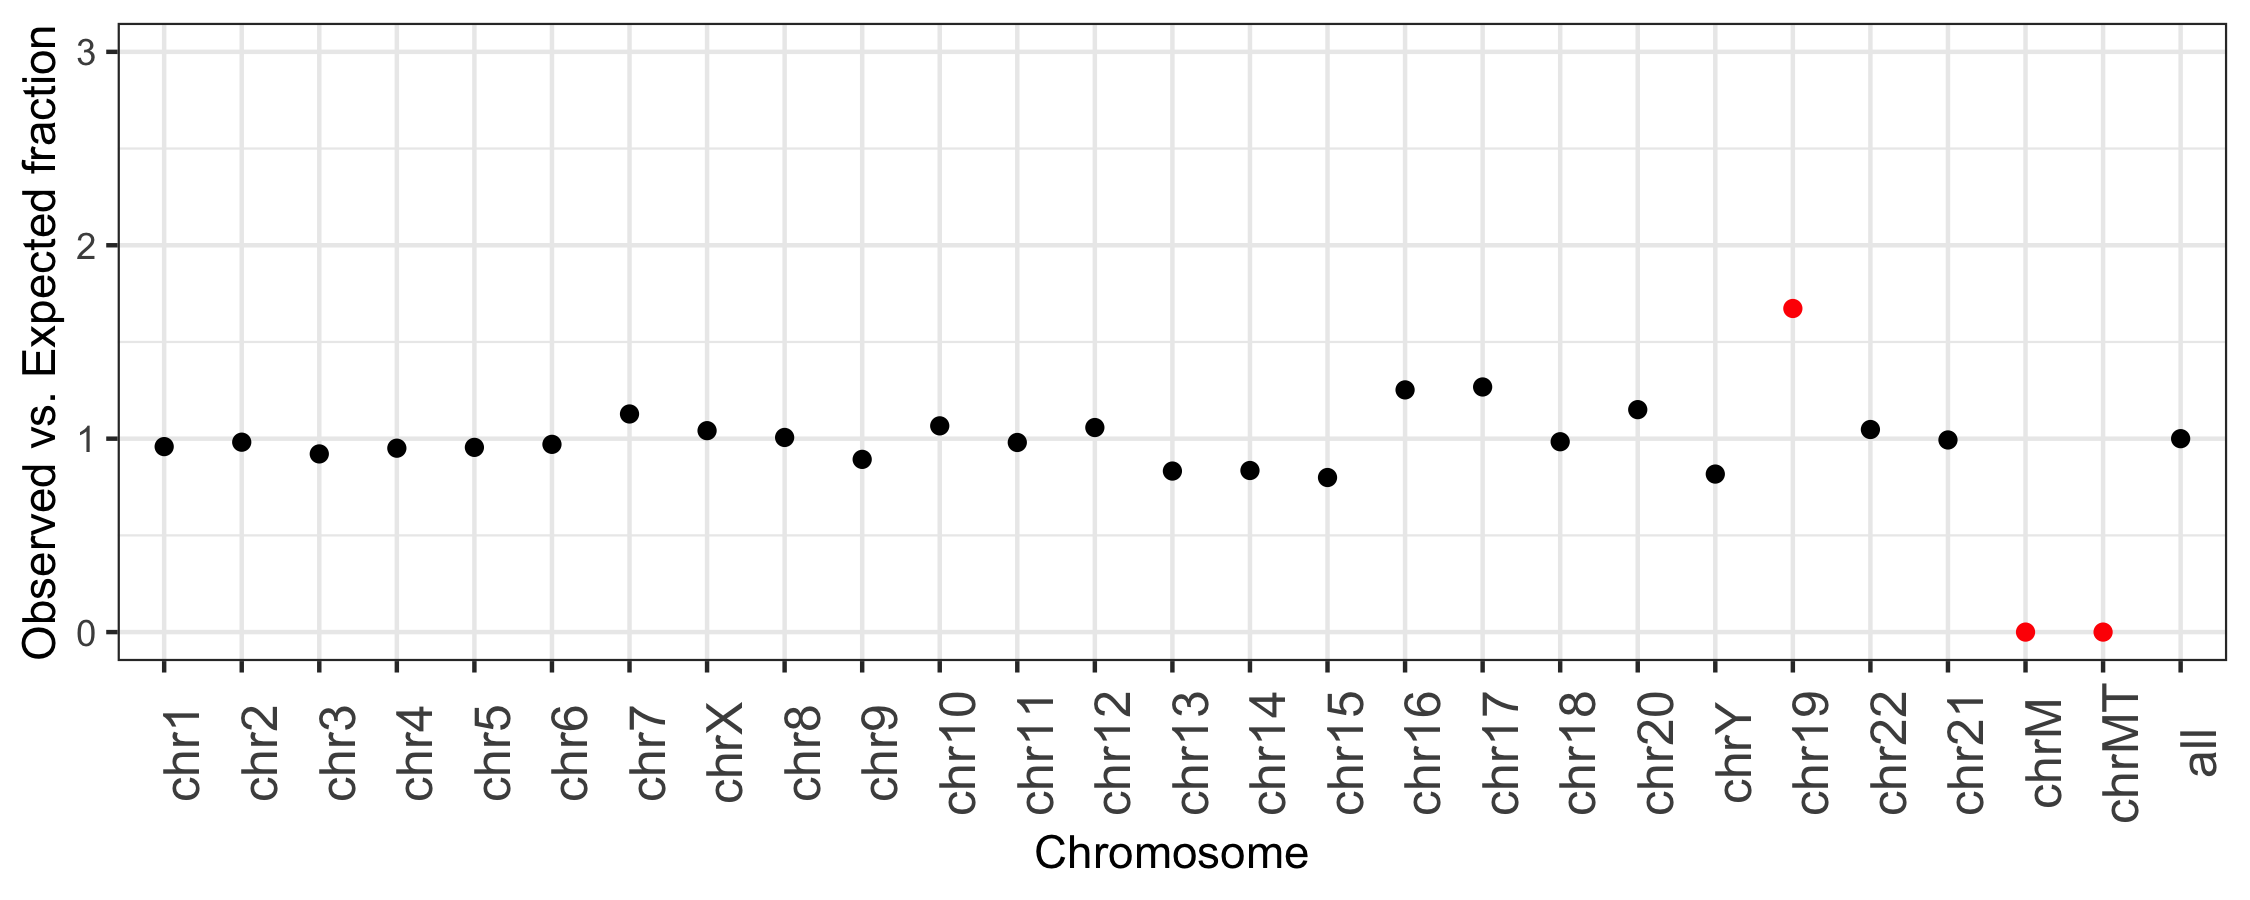 Observed vs. Expected fraction
3
2
1
0
chr1
chr2
chr3
chr4
chr5
chr6
chr7
chrX
chr8
chr9
chr10
chr11
chr12
chr13
chr14
chr15
chr16
chr17
chr18
chr20
chrY
chr19
chr22
chr21
chrM
chrMT
all
Chromosome